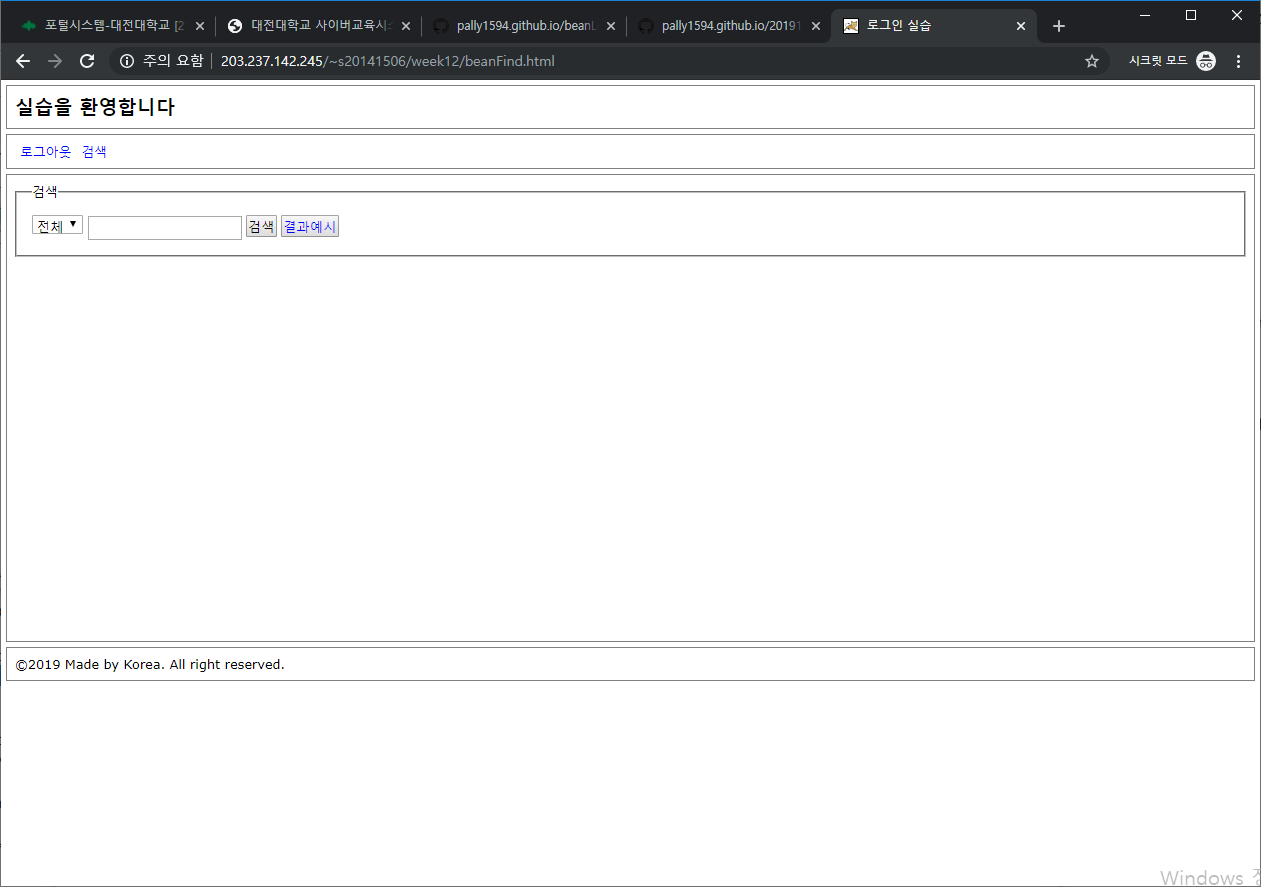 포털시스템-대전대학교 [2
대전대학교 사이버교육시
pally1594.github.io/beanL
pally1594.github.io/20191
로그인 실습
주의 요함 203.237.142.245/~s20141506/week12/beanFind.html 시크릿 모드
실습을 환영합니다
로그아웃 검색
검색
전체 검색 결과예시
©2019 Made by Korea. All right reserved.
Windows